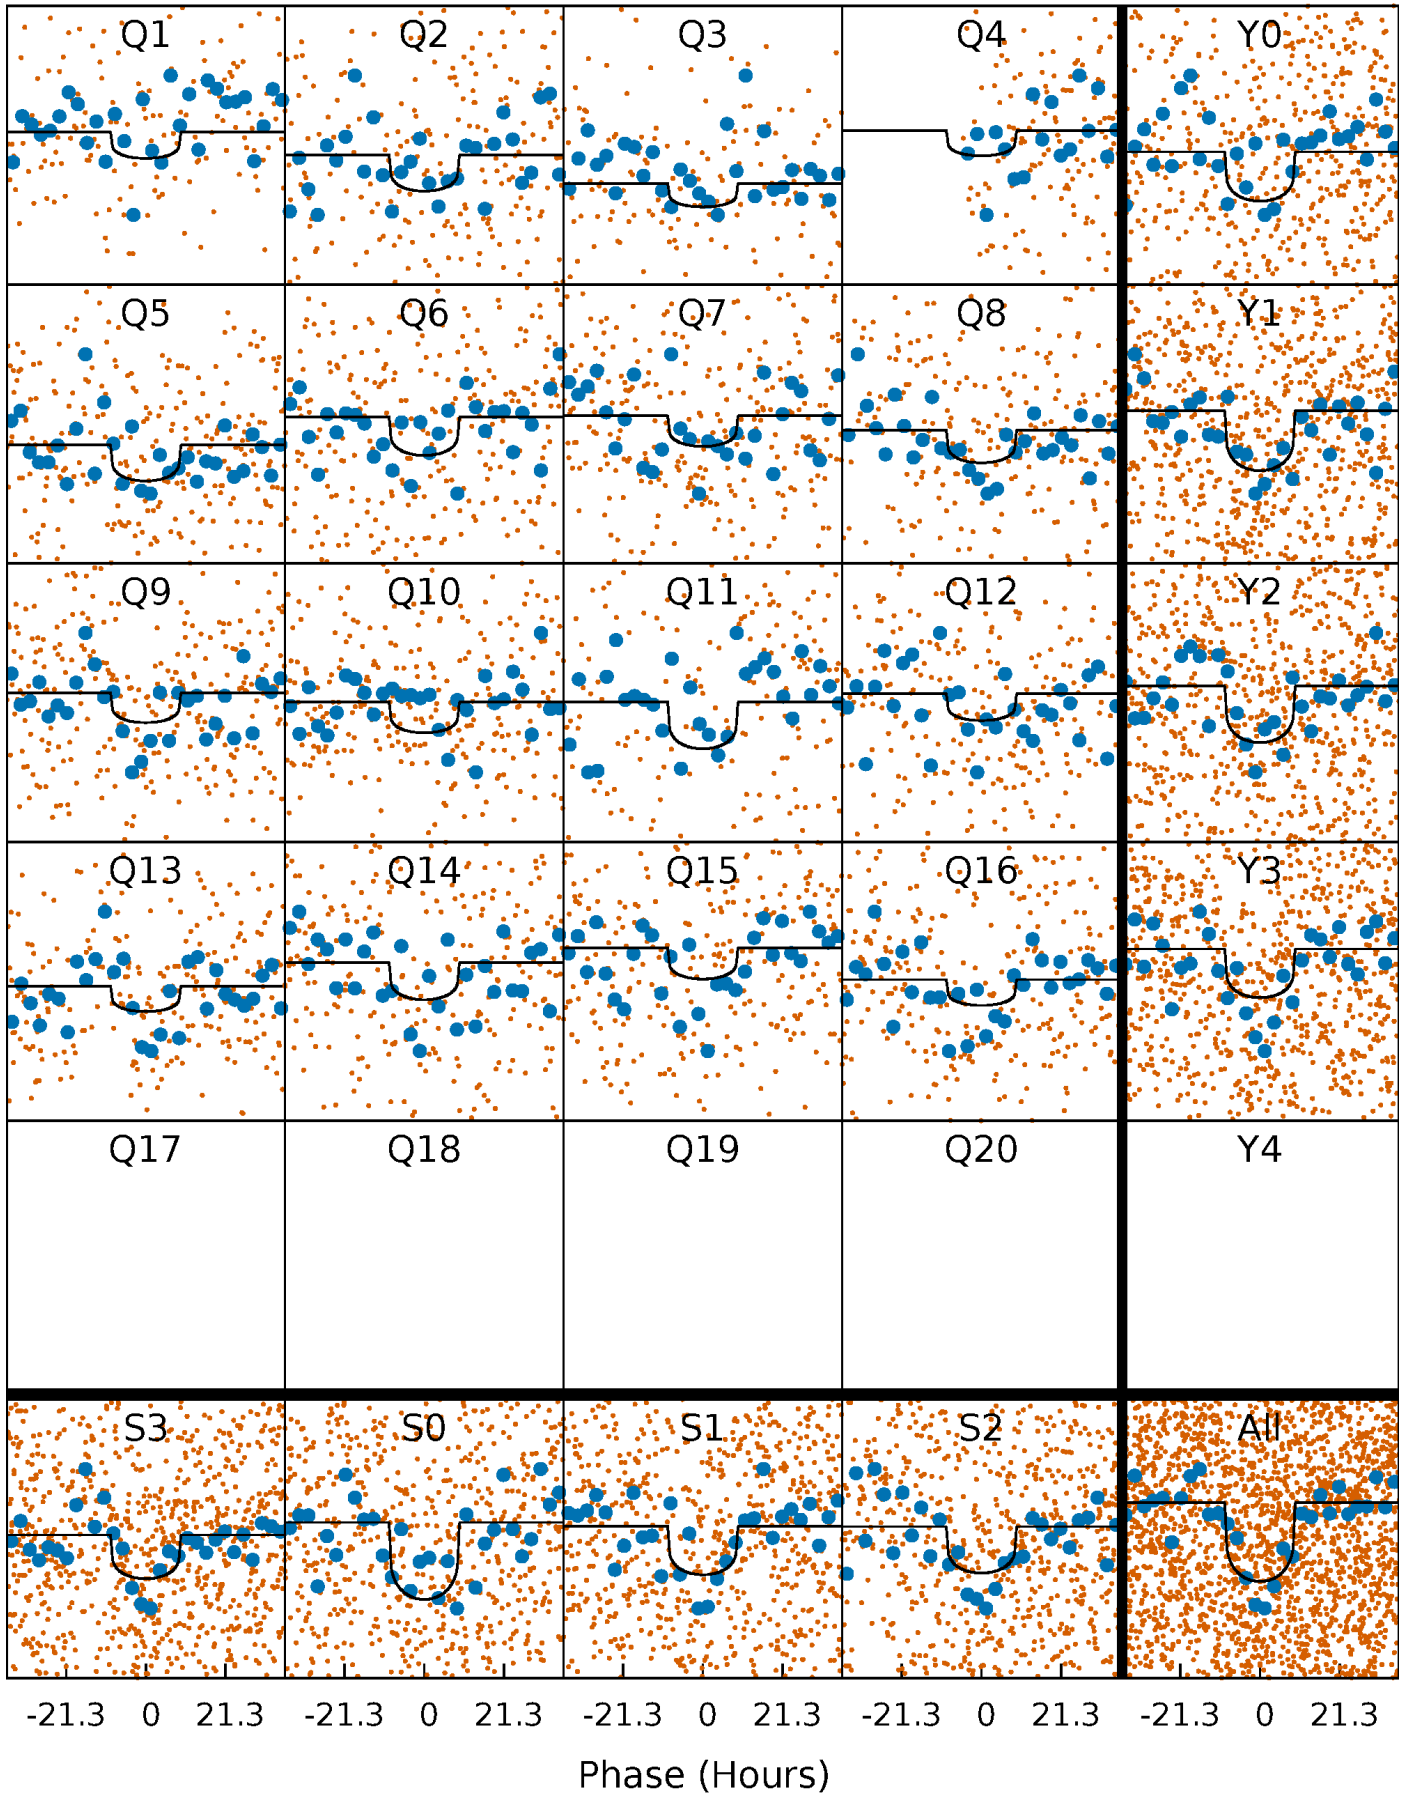 Q1 Q2 Q3 Q4 Y0
Q5 Q6 Q7 Q8 Y1
Q9 Q10 Q11 Q12 Y2
Q13 Q14 Q15 Q16 Y3
Q17 Q18 Q19 Q20 Y4
S3 S0 S1 S2 All
-21.3 0 21.3 -21.3 0 21.3 -21.3 0 21.3 -21.3 0 21.3 -21.3 0 21.3
Phase (Hours)